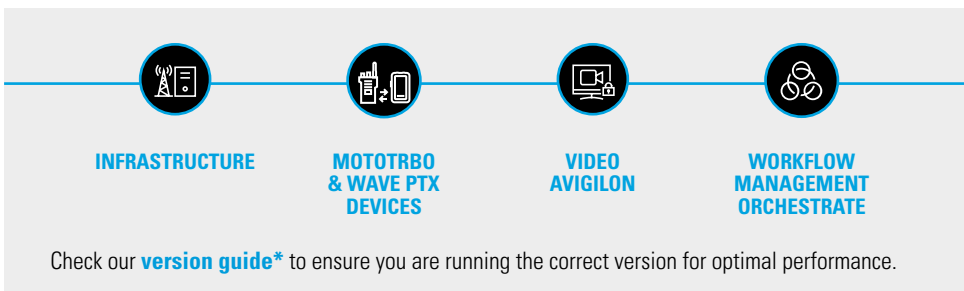 INFRASTRUCTURE
MOTOTRBO
& WAVE PTX
DEVICES
VIDEO
AVIGILON
WORKFLOW
MANAGEMENT
ORCHESTRATE
Check our version guide* to ensure you are running the correct version for optimal performance.